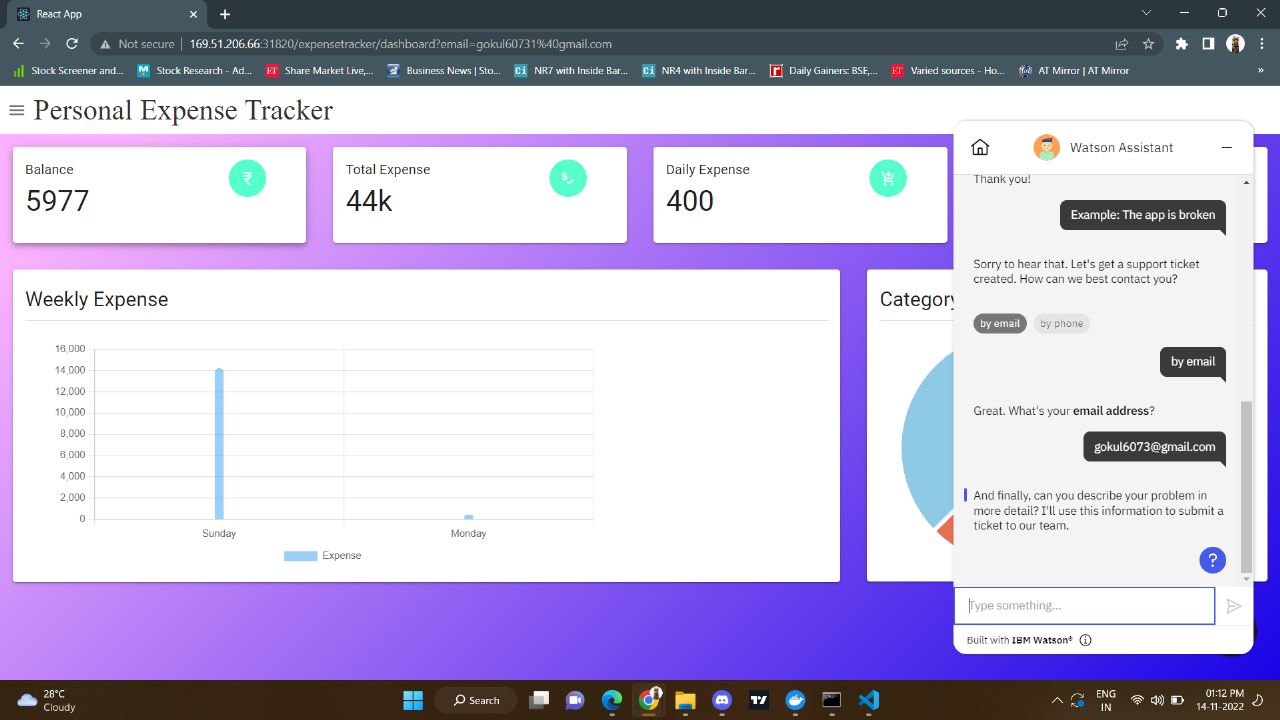 React App
Not secure
169.51.206.66:31820/expensetracker/dashboard?email=gokul60731%40gmail.com
Stock Screener and...
Stock Research - Ad...
Share Market Live,...
Business News | Sto...
NR7 with Inside Bar...
NR4 with Inside Bar...
Daily Gainers: BSE,...
Varied sources - Ho...
AT Mirror | AT Mirror
»
Personal Expense Tracker
Balance
5977
Total Expense
44k
Daily Expense
400
Weekly Expense
16,000
14,000
12,000
10,000
8,000
6,000
4,000
2,000
0
Sunday
Monday
Expense
Category
Watson Assistant
Thank you!
Example: The app is broken
Sorry to hear that. Let's get a support ticket
created. How can we best contact you?
by email
by phone
by email
Great. What's your email address?
gokul6073@gmail.com
And finally, can you describe your problem in
more detail? I'll use this information to submit a
ticket to our team.
?
Type something...
Built with IBM Watson®
28°C
Cloudy
Search
ENG
IN
01:12 PM
14-11-2022